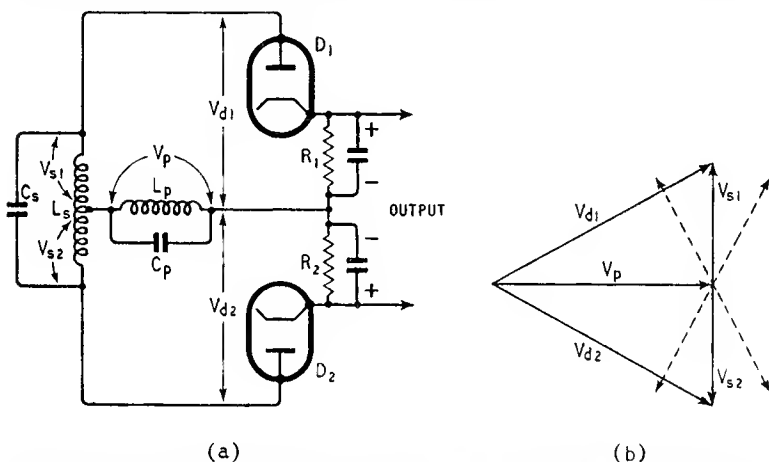 D1
Vd1
+
R1
−
Vp
Lp
Vs1
Cs
Ls
Vs2
Cp
OUTPUT
−
R2
+
Vd2
D2
(a)
Vd1
Vs1
Vp
Vd2
Vs2
(b)